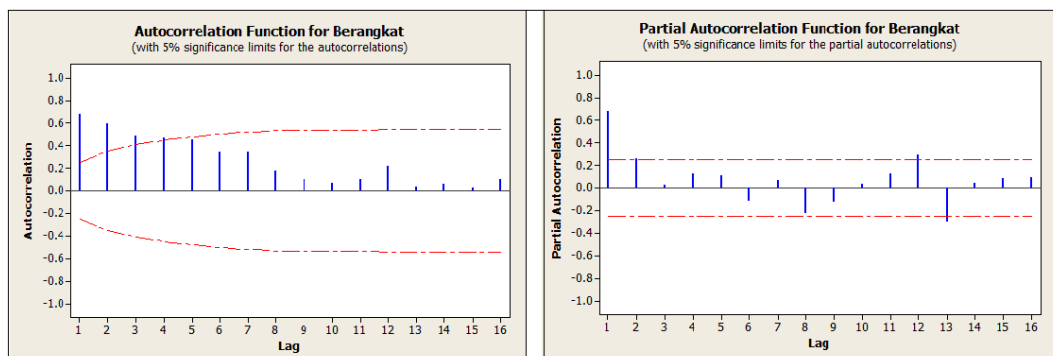 Autocorrelation Function for Berangkat
(with 5% significance limits for the autocorrelations)
Autocorrelation
1.0
0.8
0.6
0.4
0.2
0.0
-0.2
-0.4
-0.6
-0.8
-1.0
1 2 3 4 5 6 7 8 9 10 11 12 13 14 15 16
Lag
Partial Autocorrelation Function for Berangkat
(with 5% significance limits for the partial autocorrelations)
Partial Autocorrelation
1.0
0.8
0.6
0.4
0.2
0.0
-0.2
-0.4
-0.6
-0.8
-1.0
1 2 3 4 5 6 7 8 9 10 11 12 13 14 15 16
Lag